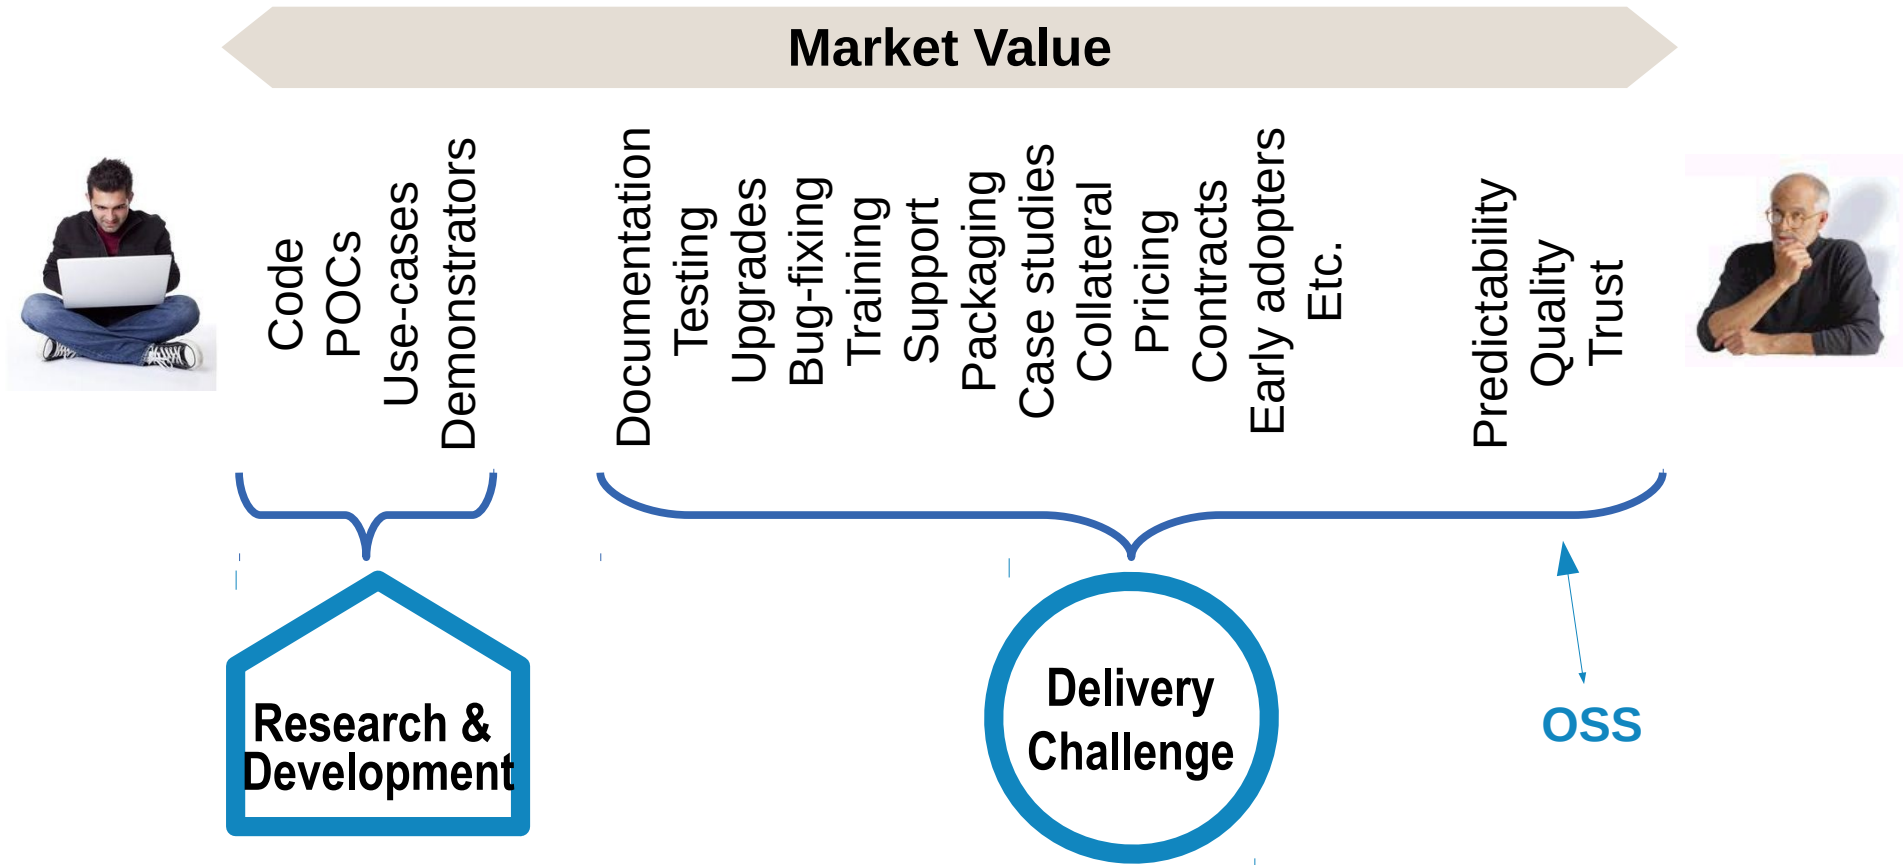 Market Value
Code
POCs
Use-cases
Demonstrators
Documentation
Testing
Upgrades
Bug-fixing
Training
Support
Packaging
Case studies
Collateral
Pricing
Contracts
Early adopters
Etc.
Predictability
Quality
Trust
Research &
Development
Delivery
Challenge
OSS